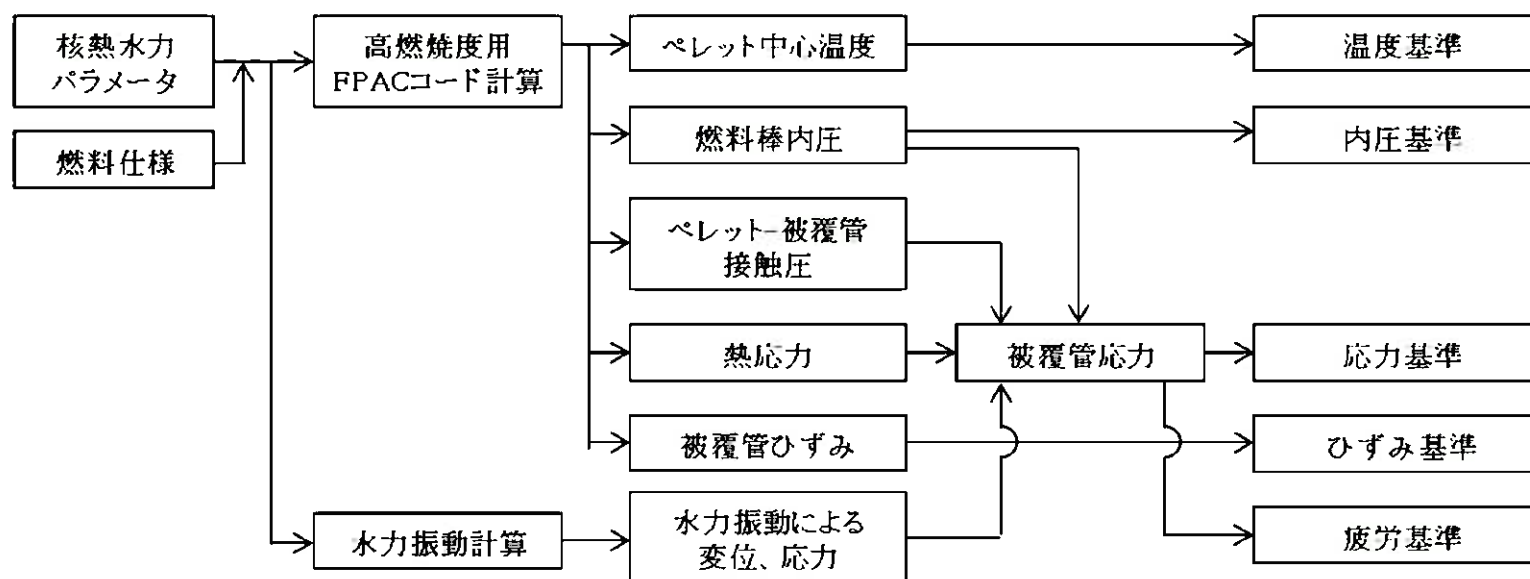 核熱水力
パラメータ
燃料仕様
高燃焼度用
FPACコード計算
水力振動計算
ペレット中心温度
燃料棒内圧
ペレット-被覆管
接触圧
熱応力
被覆管ひずみ
水力振動による
変位、応力
被覆管応力
温度基準
内圧基準
応力基準
ひずみ基準
疲労基準